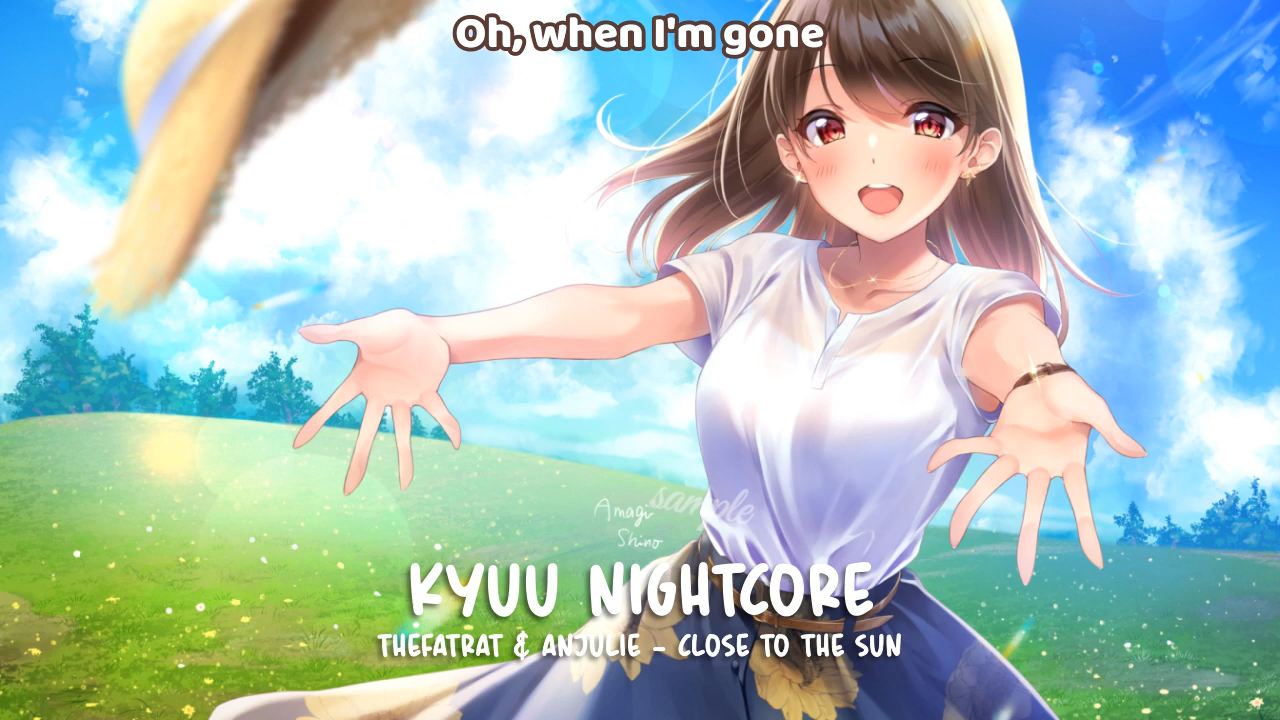 Oh, when I'm gone
sample
Amagi
Shino
KYUU NIGHTCORE
THEFATRAT & ANJULIE - CLOSE TO THE SUN